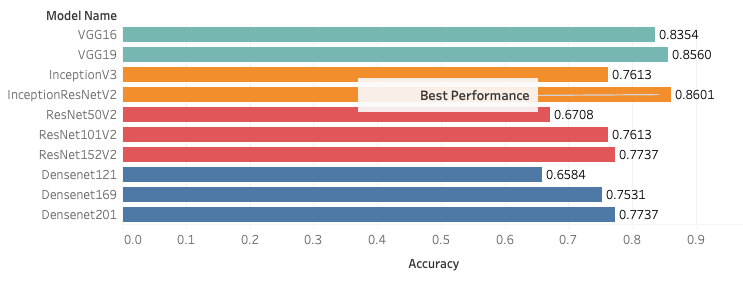 Model Name
VGG16 0.8354
VGG19 0.8560
InceptionV3 0.7613
InceptionResNetV2 Best Performance 0.8601
ResNet50V2 0.6708
ResNet101V2 0.7613
ResNet152V2 0.7737
Densenet121 0.6584
Densenet169 0.7531
Densenet201 0.7737
0.0 0.1 0.2 0.3 0.4 0.5 0.6 0.7 0.8 0.9
Accuracy